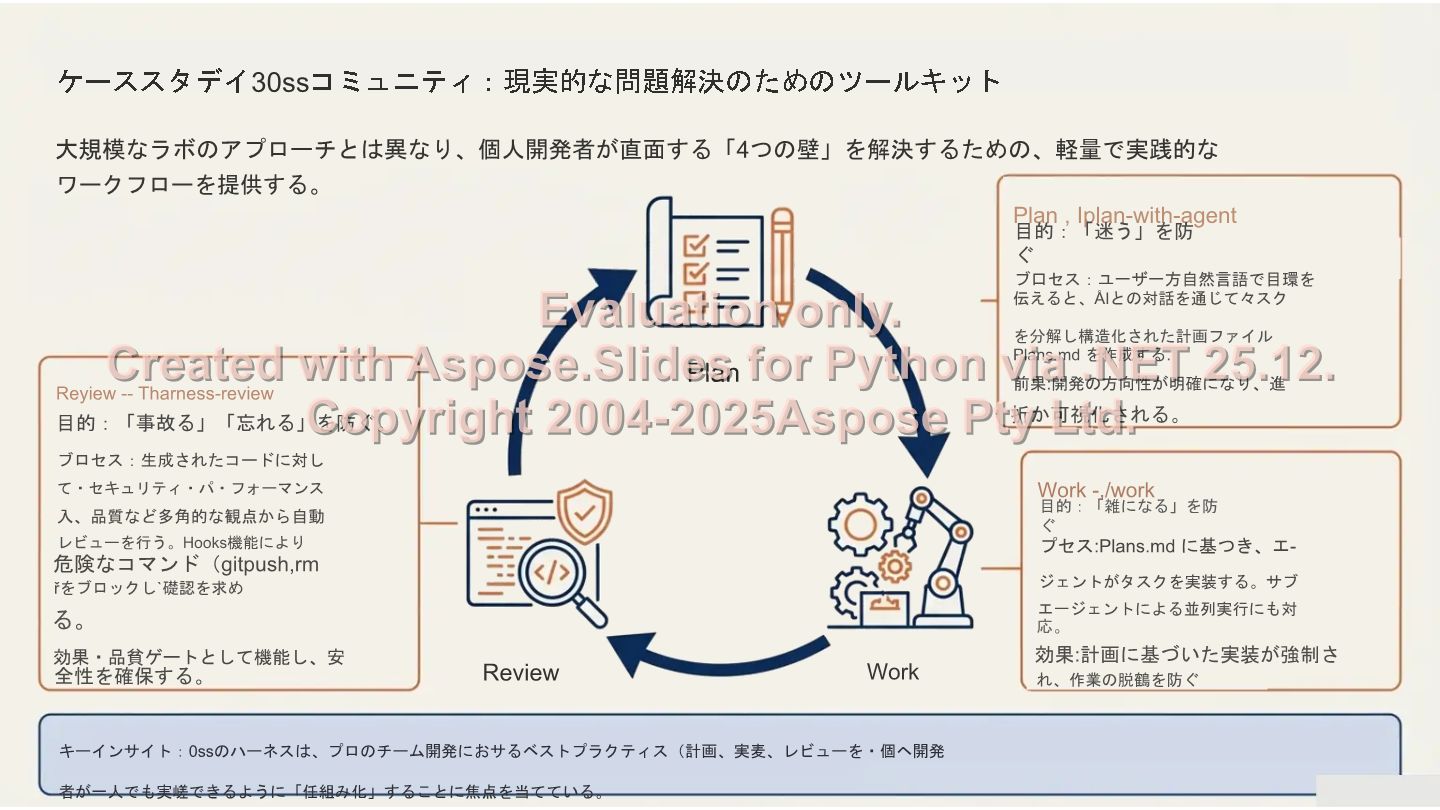 ケーススタデイ30ssコミュニティ：現実的な問題解決のためのツールキット
大規模なラボのアプローチとは異なり、個人開発者が直面する「4つの壁」を解決するための、軽量で実践的な
ワークフローを提供する。
Plan , Iplan-with-agent
目的：「迷う」を防
ぐ
ブロセス：ユーザー方自然言語で目環を
伝えると、AIとの対話を通じて々スク
を分解し構造化された計画ファイル
Plans.md を作成する.
前果:開発の方向性が明確になり、進
折か可視化される。
Evaluation only.
Created with Aspose.Slides for Python via .NET 25.12.
Copyright 2004-2025Aspose Pty Ltd.
Plan
Reyiew -- Tharness-review
目的：「事故る」「忘れる」を防ぐ
ブロセス：生成されたコードに対し
て・セキュリティ・パ・フォーマンス
入、品質など多角的な観点から自動
レビューを行う。Hooks機能により
危険なコマンド（gitpush,rm
をブロックし`礎認を求め
る。
効果・品貧ゲートとして機能し、安
全性を確保する。
Work -,/work
目的：「雑になる」を防
ぐ
プセス:Plans.md に基つき、エ-
ジェントがタスクを実装する。サブ
エージェントによる並列実行にも対
応。
効果:計画に基づいた実装が強制さ
れ、作業の脱鶴を防ぐ
Review
Work
キーインサイト：0ssのハーネスは、プロのチーム開発におサるベストプラクティス（計画、実麦、レビューを・個へ開発
者が一人でも実嵯できるように「任組み化」することに焦点を当てている。